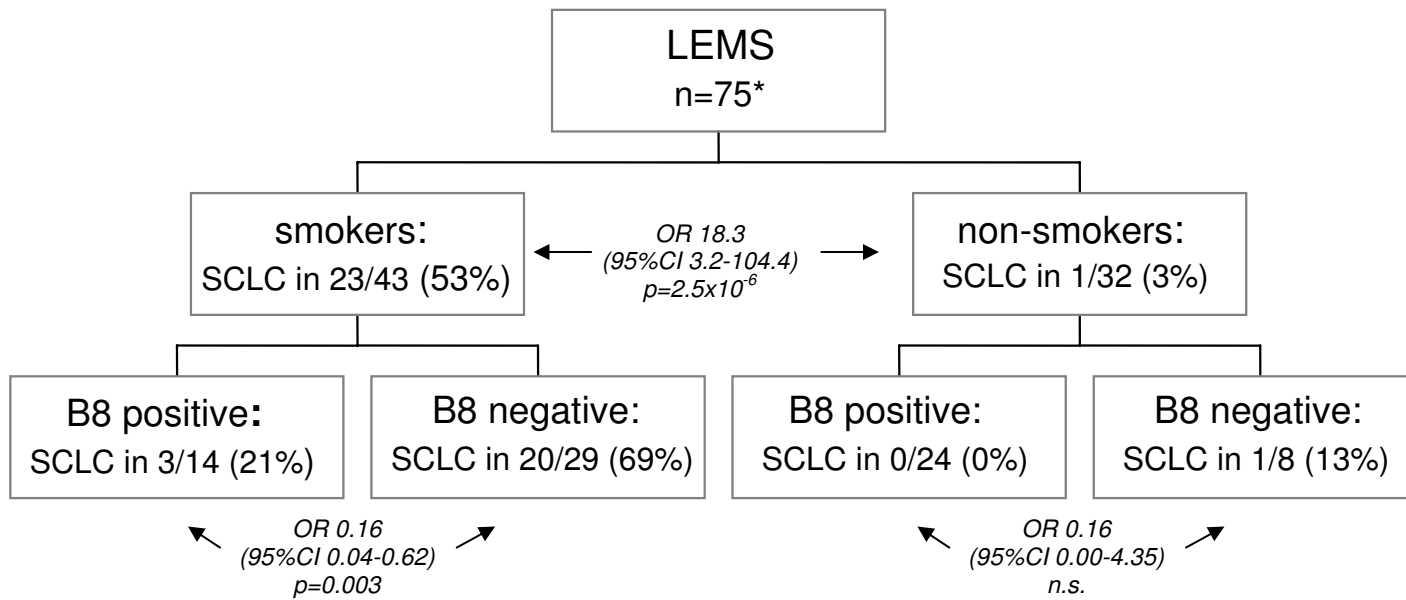 LEMS
n=75*
smokers:
SCLC in 23/43 (53%)
OR 18.3
(95%CI 3.2-104.4)
p=2.5x10⁻⁶
non-smokers:
SCLC in 1/32 (3%)
B8 positive:
SCLC in 3/14 (21%)
B8 negative:
SCLC in 20/29 (69%)
B8 positive:
SCLC in 0/24 (0%)
B8 negative:
SCLC in 1/8 (13%)
OR 0.16
(95%CI 0.04-0.62)
p=0.003
OR 0.16
(95%CI 0.00-4.35)
n.s.